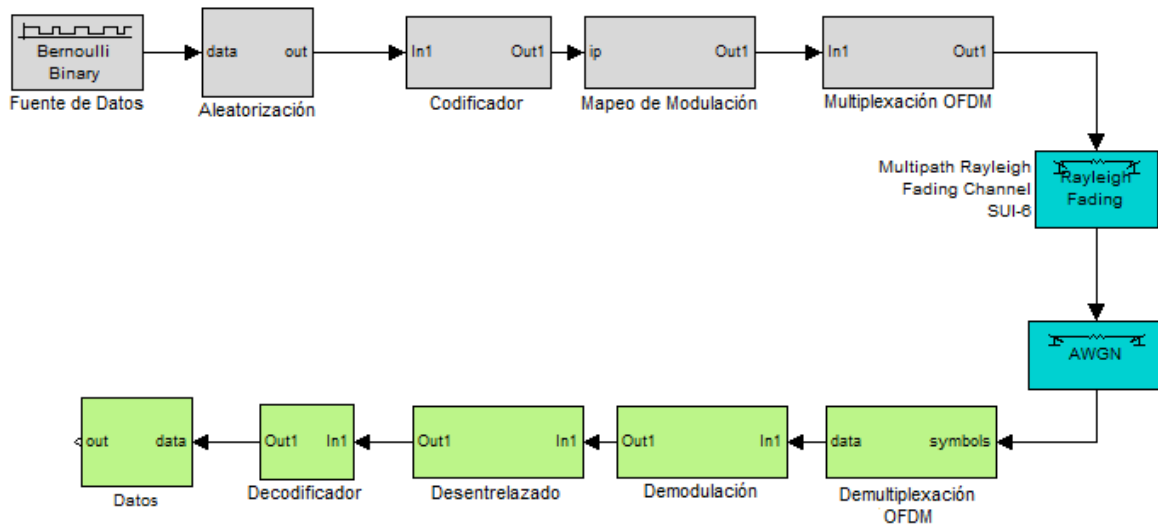 Bernoulli
Binary
Fuente de Datos
data
out
Aleatorización
In1
Out1
Codificador
ip
Out1
Mapeo de Modulación
In1
Out1
Multiplexación OFDM
Multipath Rayleigh
Fading Channel
SUI-6
Rayleigh
Fading
AWGN
out
data
Datos
Out1
In1
Decodificador
Out1
In1
Desentrelazado
Out1
In1
Demodulación
data
symbols
Demultiplexación
OFDM